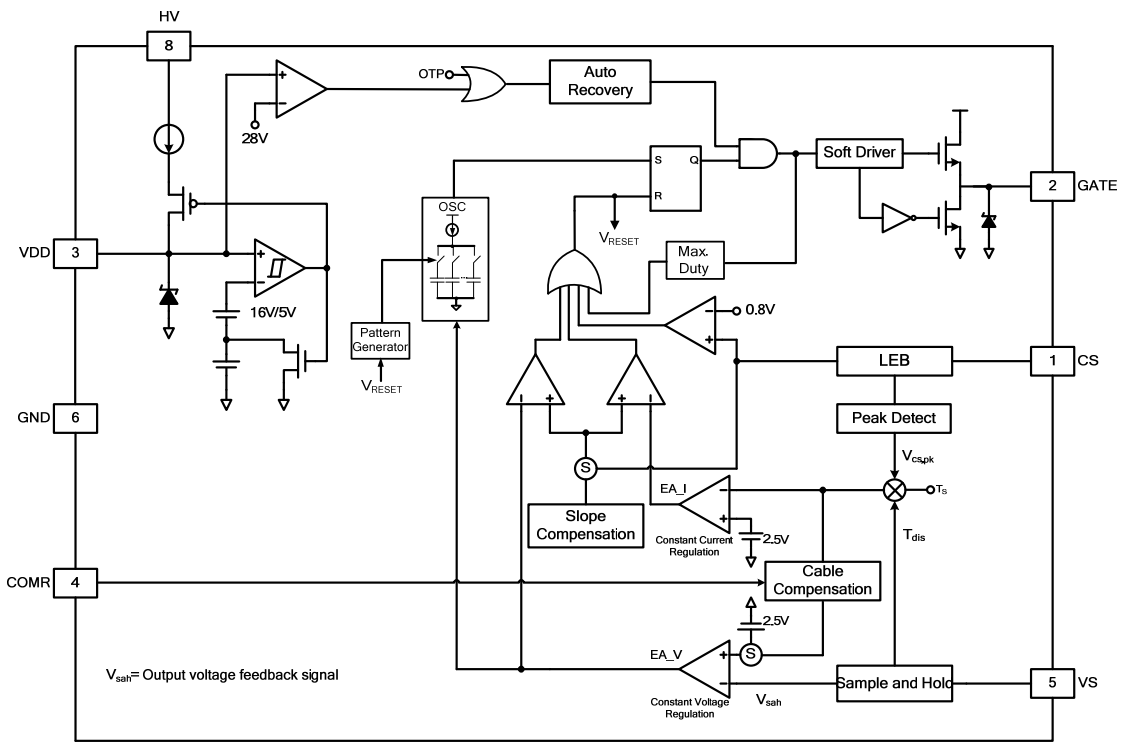 HV
8
OTP
Auto
Recovery
28V
S
Q
R
Soft Driver
2
GATE
OSC
VRESET
VDD
3
Max.
Duty
16V/5V
0.8V
Pattern
Generator
VRESET
LEB
1
CS
GND
6
Peak Detect
Vcs,pk
S
EA_I
TS
Slope
Compensation
Constant Current
Regulation
2.5V
Tdis
COMR
4
Cable
Compensation
2.5V
EA_V
S
Vsah= Output voltage feedback signal
Constant Voltage
Regulation
Vsah
Sample and Hold
5
VS